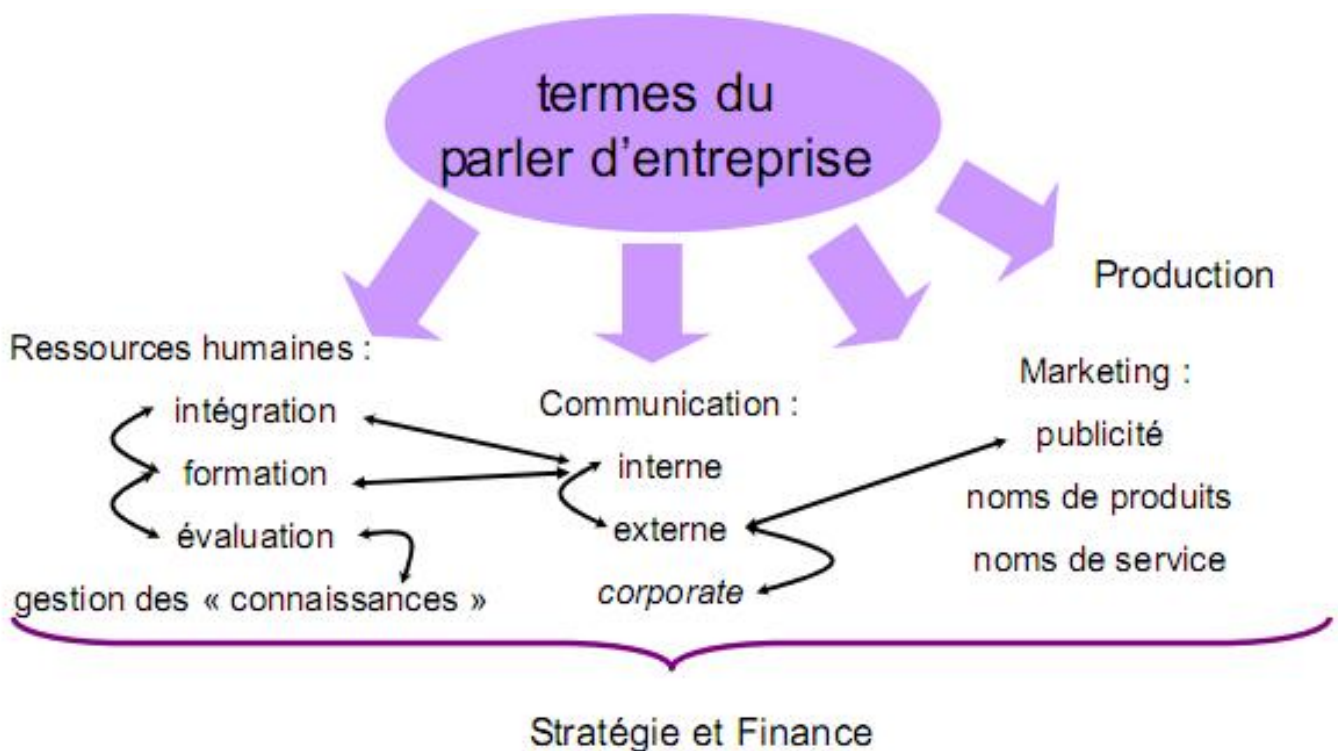 termes du
parler d'entreprise
Production
Ressources humaines :
intégration
formation
évaluation
gestion des « connaissances »
Communication :
interne
externe
corporate
Marketing :
publicité
noms de produits
noms de service
Stratégie et Finance